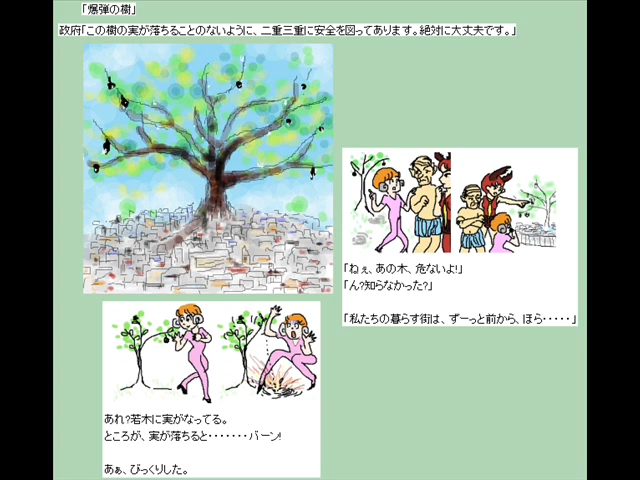 「爆弾の樹」
政府「この樹の実が落ちることのないように、二重三重に安全を図ってあります。絶対に大丈夫です。」
「ねぇ、あの木、危ないよ!」
「ん?知らなかった?」
「私たちの暮らす街は、ずーっと前から、ほら・・・・・」
あれ?若木に実がなってる。
ところが、実が落ちると・・・・・・・バーン!
あぁ、びっくりした。